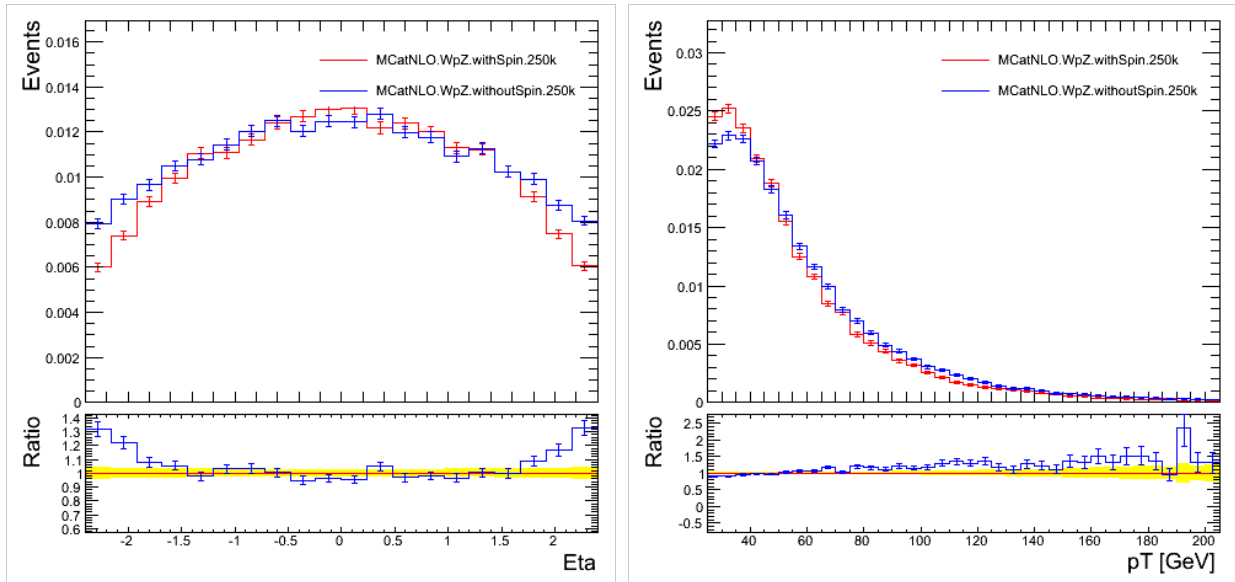 Events
0.016
0.014
0.012
0.01
0.008
0.006
0.004
0.002
0
MCatNLO.WpZ.withSpin.250k
MCatNLO.WpZ.withoutSpin.250k
Ratio
1.4
1.3
1.2
1.1
1.0
0.9
0.8
0.7
0.6
-2 -1.5 -1 -0.5 0 0.5 1 1.5 2
Eta
Events
0.03
0.025
0.02
0.015
0.01
0.005
0
MCatNLO.WpZ.withSpin.250k
MCatNLO.WpZ.withoutSpin.250k
Ratio
2.5
2
1.5
1
0.5
0
-0.5
40 60 80 100 120 140 160 180 200
pT [GeV]